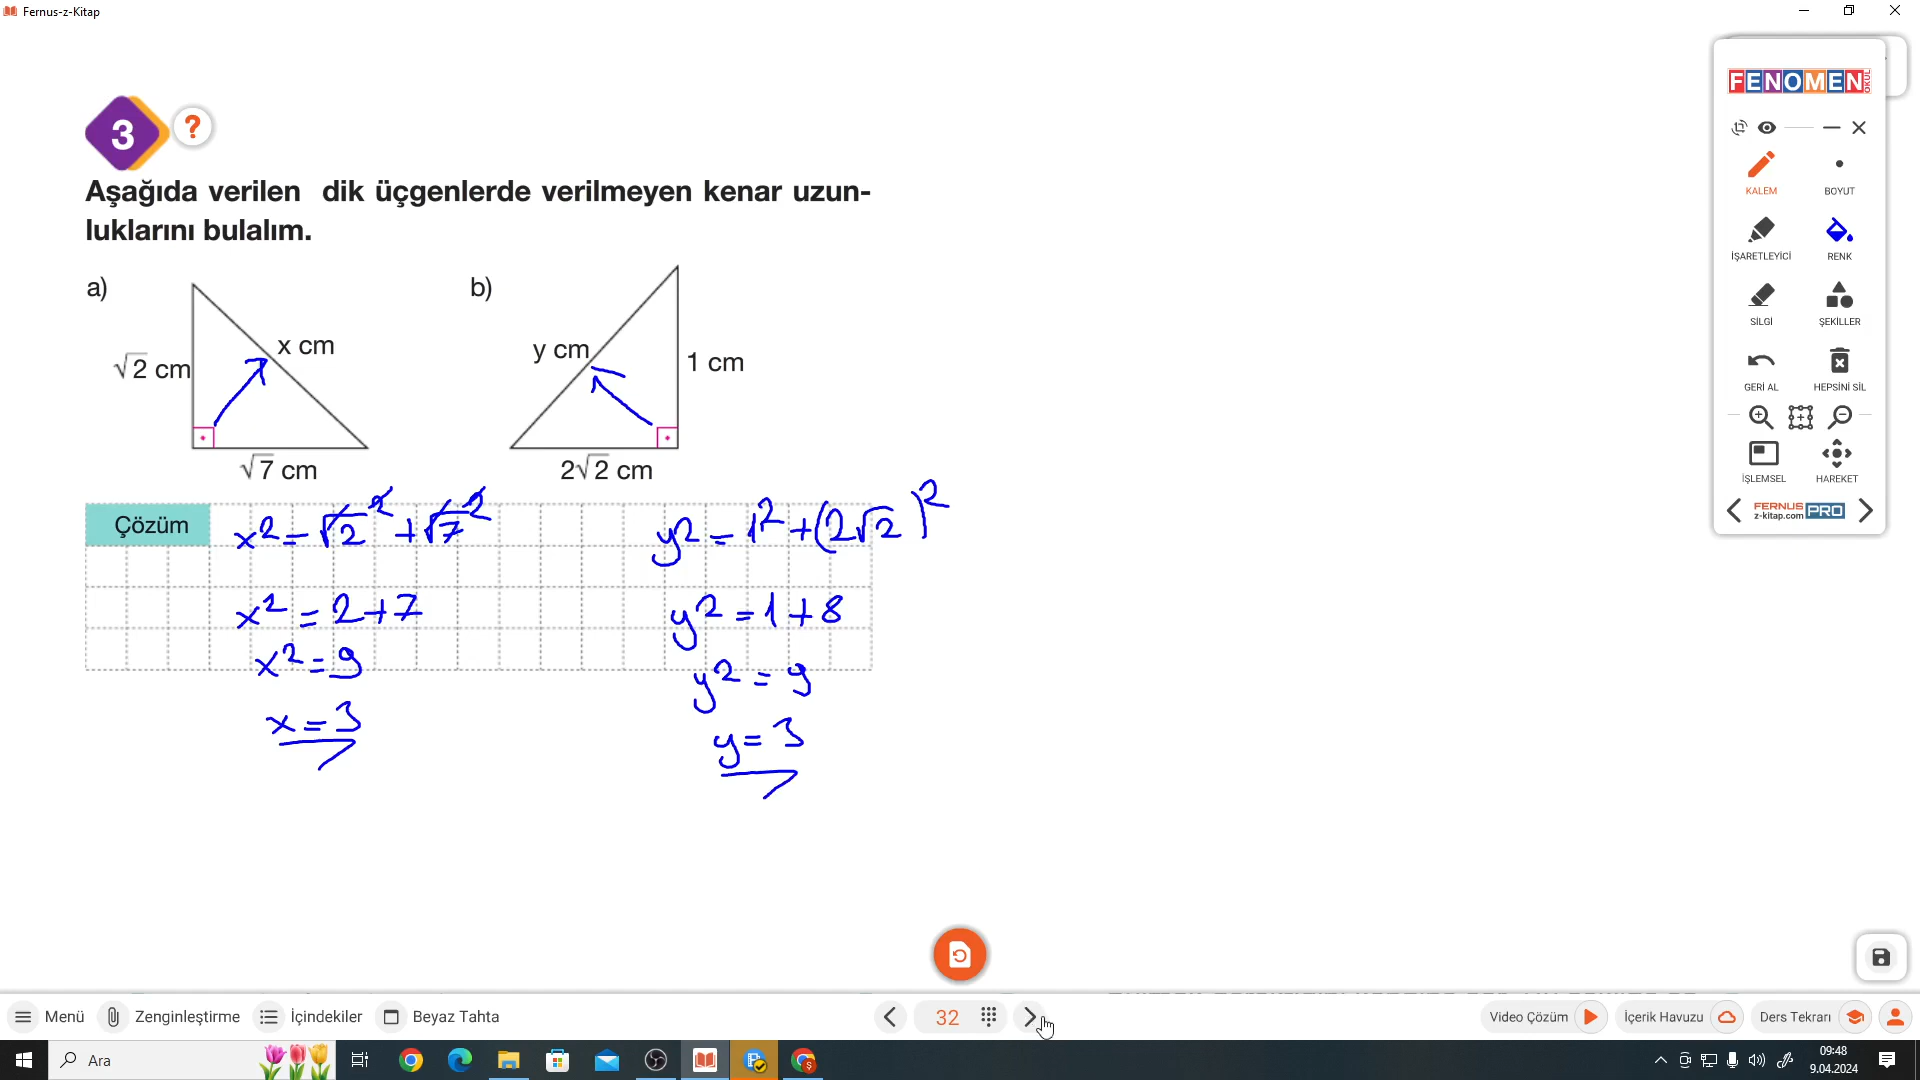 Fernus-z-Kitap
3
?
Aşağıda verilen dik üçgenlerde verilmeyen kenar uzun-
luklarını bulalım.
a)
√2 cm
x cm
√7 cm
b)
y cm
1 cm
2√2 cm
Çözüm
x² = √2² + √7²
x² = 2+7
x² = 9
x = 3
y² = 1² + (2√2)²
y² = 1+8
y² = 9
y = 3
FENOMEN OKUL
KALEM
BOYUT
İŞARETLEYİCİ
RENK
SİLGİ
ŞEKİLLER
GERİ AL
HEPSİNİ SİL
İŞLEMSEL
HAREKET
FERNUS
z-kitap.com PRO
Menü
Zenginleştirme
İçindekiler
Beyaz Tahta
32
Video Çözüm
İçerik Havuzu
Ders Tekrarı
Ara
09:48
9.04.2024